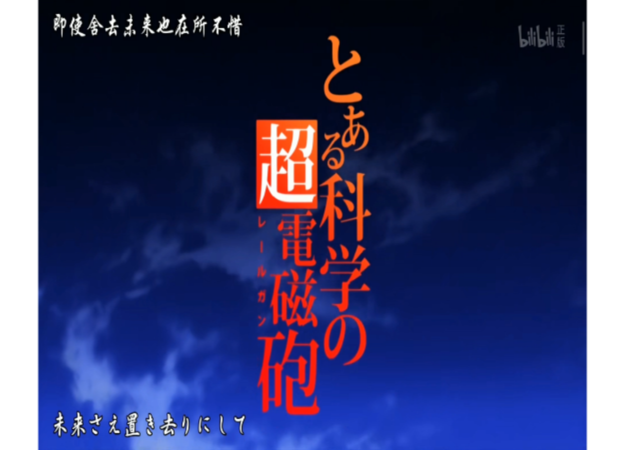 即使舍去未来也在所不惜
bilibili 正版
とある科学の
超電磁砲
レールガン
未来さえ置き去りにして